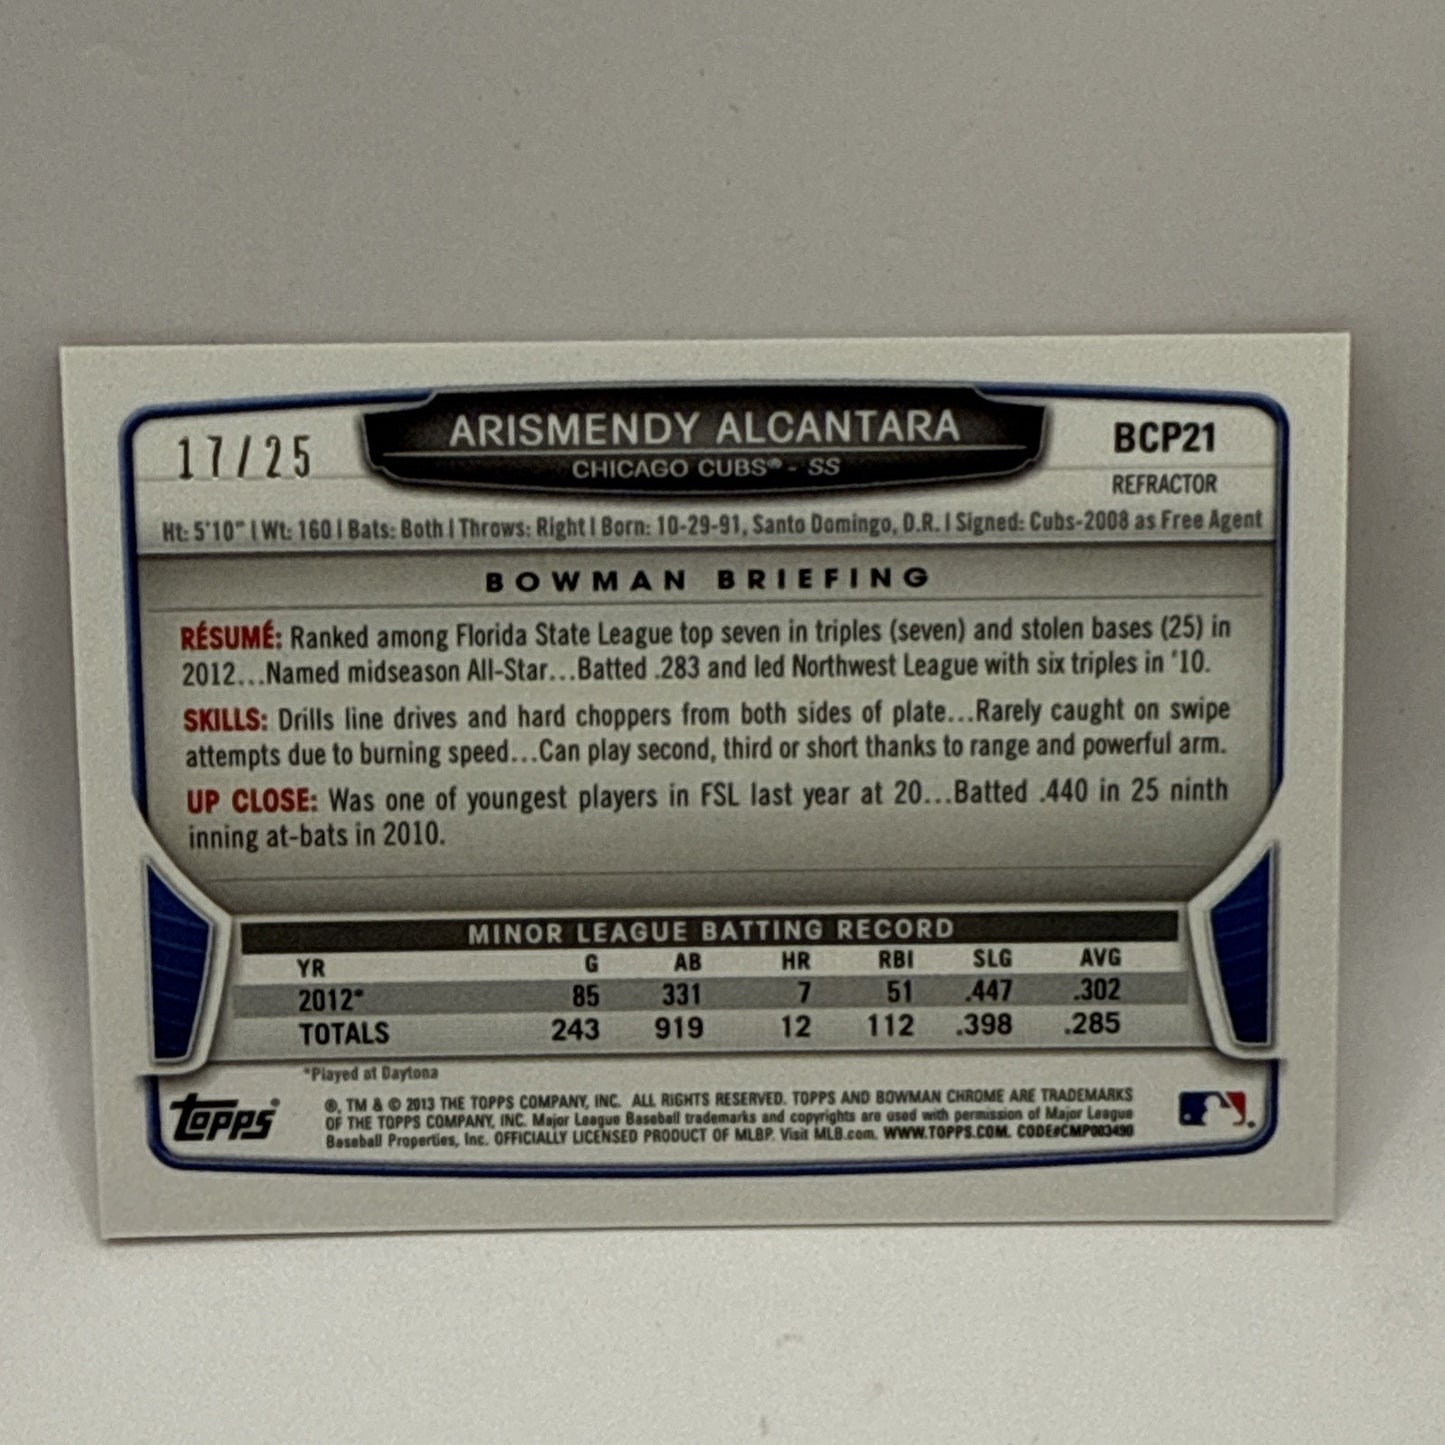 17/25
ARISMENDY ALCANTARA
CHICAGO CUBS® - SS
BCP21
REFRACTOR
Ht: 5'10" | Wt: 160 | Bats: Both | Throws: Right | Born: 10-29-91, Santo Domingo, D.R. | Signed: Cubs-2008 as Free Agent
BOWMAN BRIEFING
RÉSUMÉ: Ranked among Florida State League top seven in triples (seven) and stolen bases (25) in
2012...Named midseason All-Star...Batted .283 and led Northwest League with six triples in '10.
SKILLS: Drills line drives and hard choppers from both sides of plate...Rarely caught on swipe
attempts due to burning speed...Can play second, third or short thanks to range and powerful arm.
UP CLOSE: Was one of youngest players in FSL last year at 20...Batted .440 in 25 ninth
inning at-bats in 2010.
MINOR LEAGUE BATTING RECORD
YR G AB HR RBI SLG AVG
2012* 85 331 7 51 .447 .302
TOTALS 243 919 12 112 .398 .285
*Played at Daytona
TOPPS®
®, TM & © 2013 THE TOPPS COMPANY, INC. ALL RIGHTS RESERVED. TOPPS AND BOWMAN CHROME ARE TRADEMARKS
OF THE TOPPS COMPANY, INC. Major League Baseball trademarks and copyrights are used with permission of Major League
Baseball Properties, Inc. OFFICIALLY LICENSED PRODUCT OF MLBP. Visit MLB.com. WWW.TOPPS.COM. CODE#CMP003490